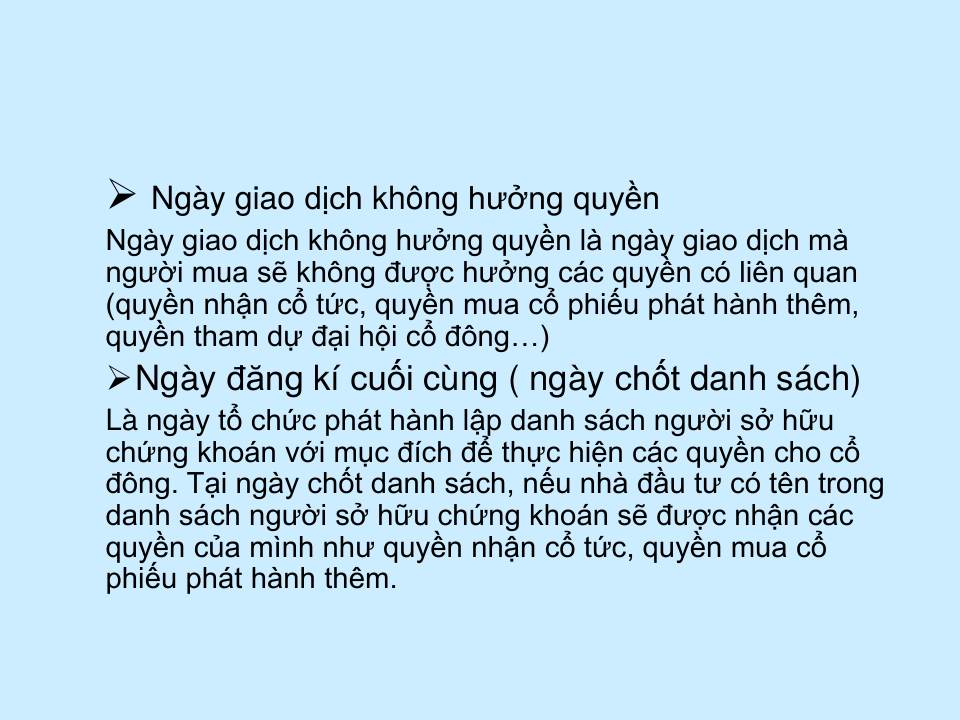 ➢ Ngày giao dịch không hưởng quyền
Ngày giao dịch không hưởng quyền là ngày giao dịch mà
người mua sẽ không được hưởng các quyền có liên quan
(quyền nhận cổ tức, quyền mua cổ phiếu phát hành thêm,
quyền tham dự đại hội cổ đông…)
➢Ngày đăng kí cuối cùng ( ngày chốt danh sách)
Là ngày tổ chức phát hành lập danh sách người sở hữu
chứng khoán với mục đích để thực hiện các quyền cho cổ
đông. Tại ngày chốt danh sách, nếu nhà đầu tư có tên trong
danh sách người sở hữu chứng khoán sẽ được nhận các
quyền của mình như quyền nhận cổ tức, quyền mua cổ
phiếu phát hành thêm.